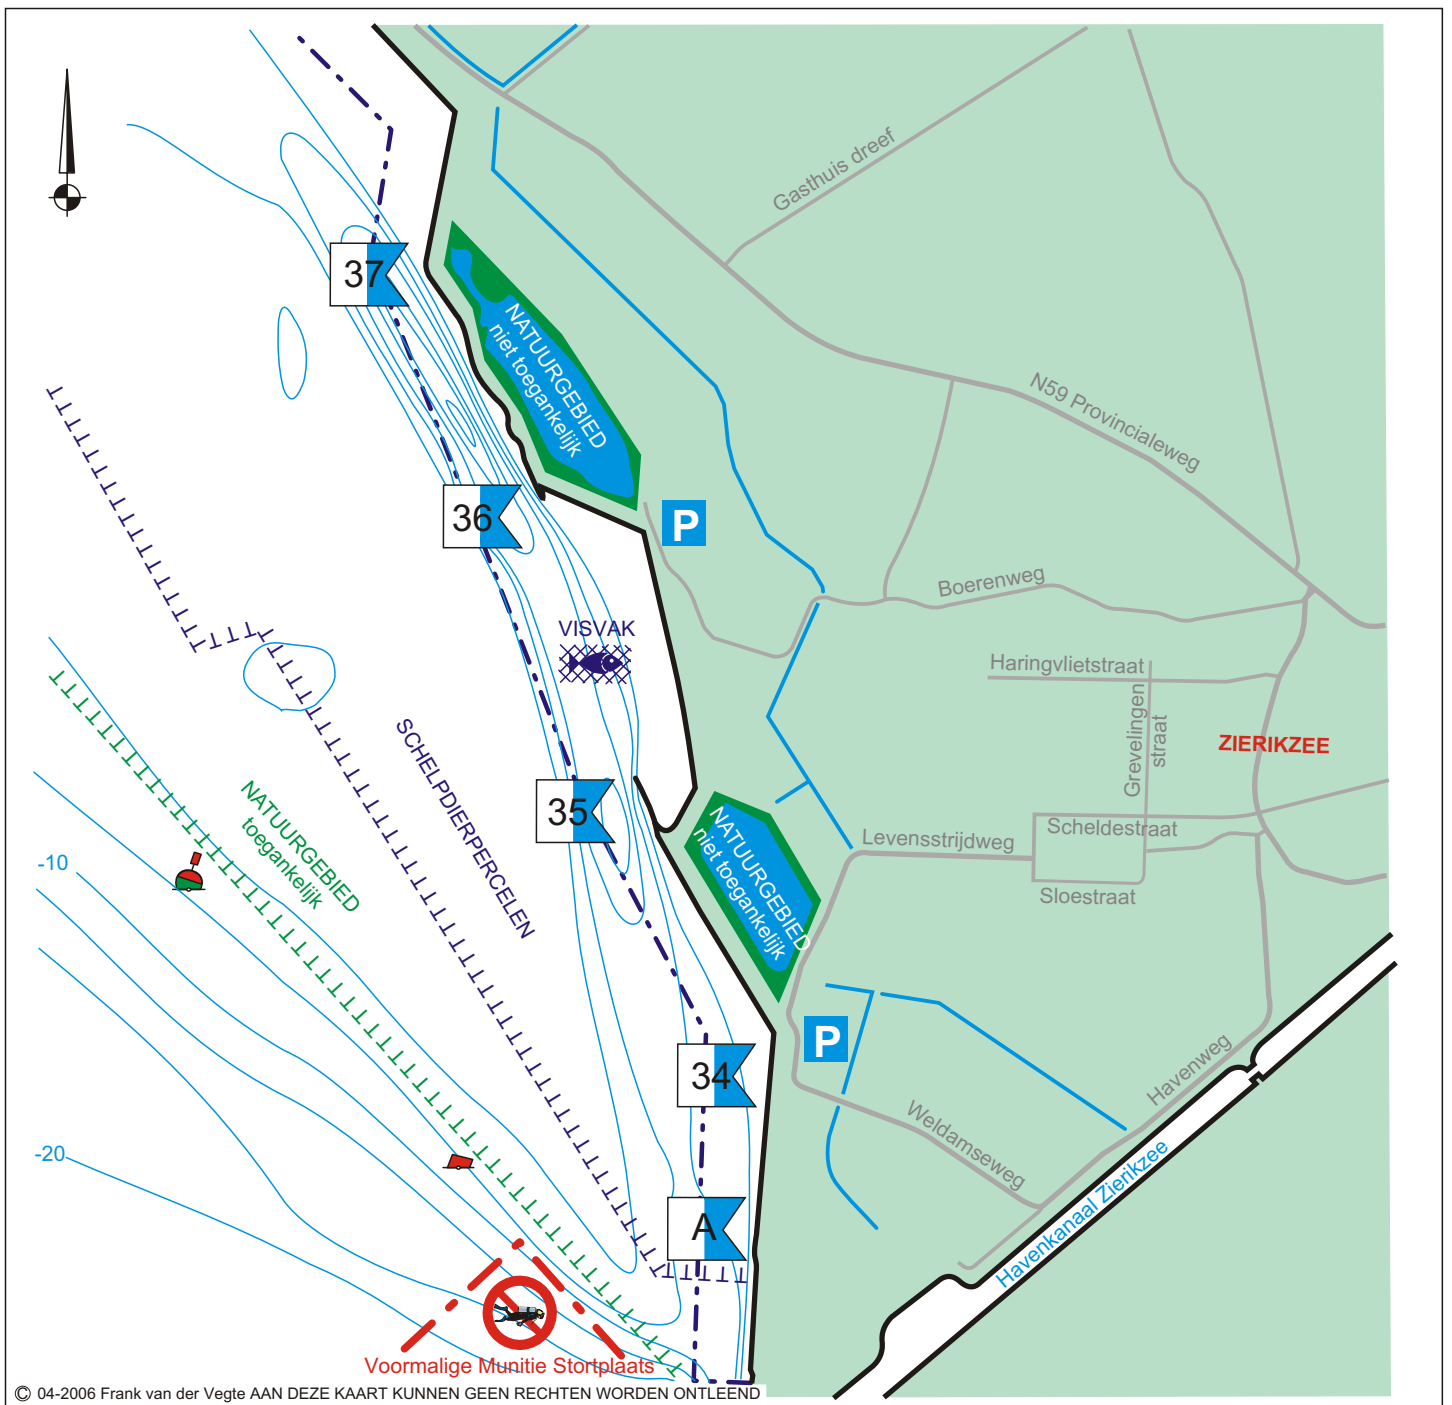 Gasthuis dreef
37
NATUURGEBIED
niet toegankelijk
N59 Provincialeweg
36
P
Boerenweg
VISVAK
Haringvlietstraat
Grevelingen
straat
ZIERIKZEE
SCHELPDIERPERCELEN
35
NATUURGEBIED
toegankelijk
NATUURGEBIED
niet toegankelijk
Levensstrijdweg
Scheldestraat
Sloestraat
-10
34
P
Havenweg
Weldamseweg
-20
A
Havenkanaal Zierikzee
Voormalige Munitie Stortplaats
© 04-2006 Frank van der Vegte AAN DEZE KAART KUNNEN GEEN RECHTEN WORDEN ONTLEEND